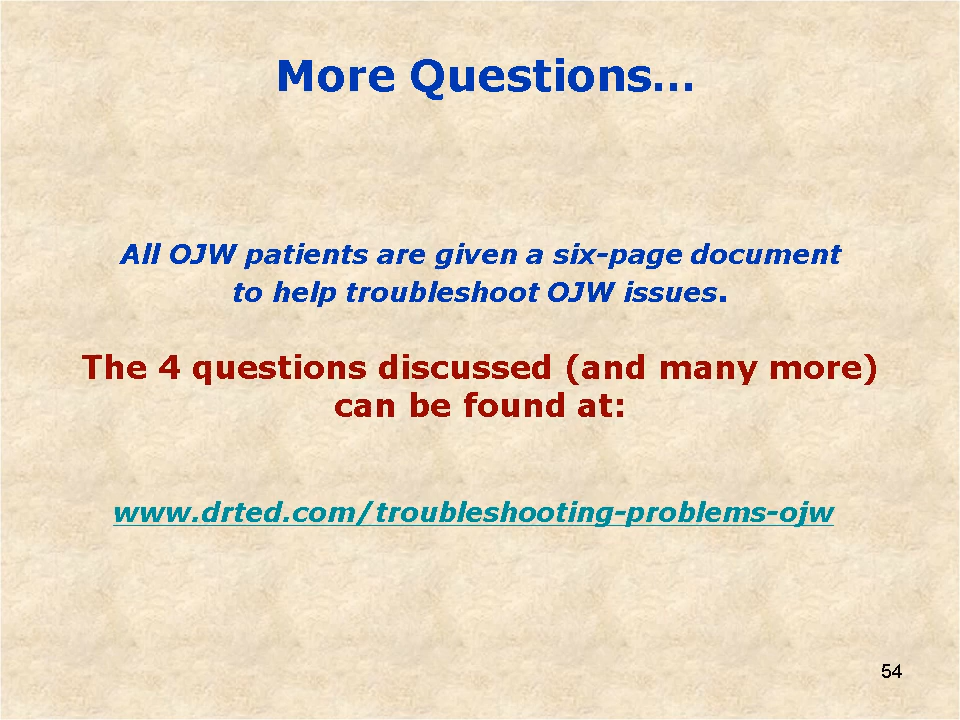 More Questions…
All OJW patients are given a six-page document
to help troubleshoot OJW issues.
The 4 questions discussed (and many more)
can be found at:
www.drted.com/troubleshooting-problems-ojw
54